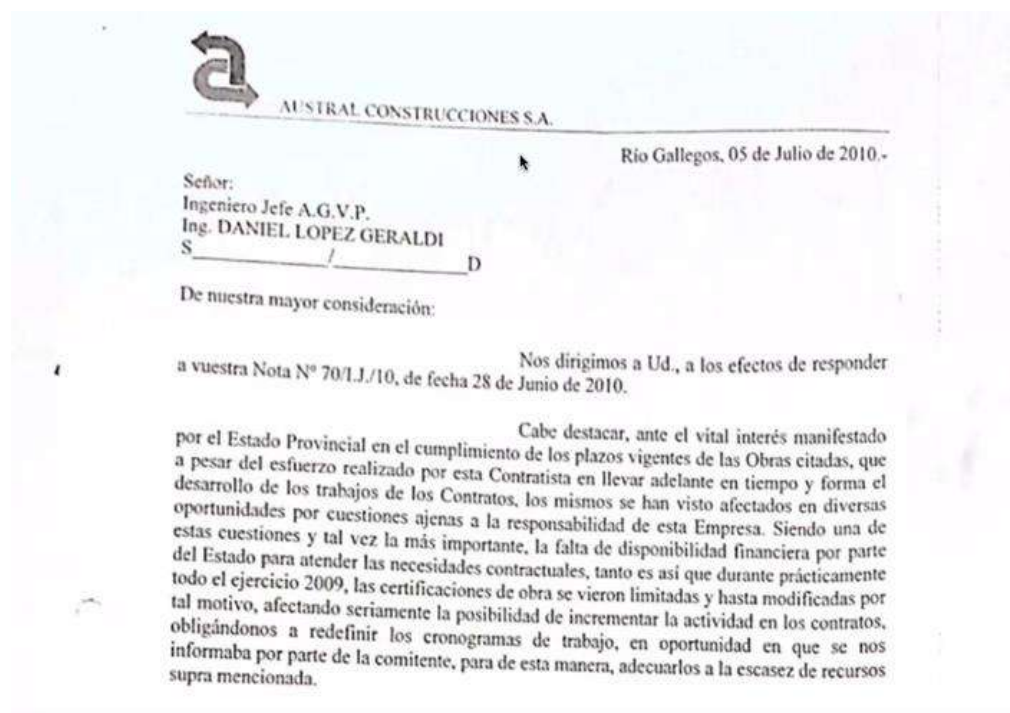 AUSTRAL CONSTRUCCIONES S.A.
Río Gallegos, 05 de Julio de 2010.-
Señor:
Ingeniero Jefe A.G.V.P.
Ing. DANIEL LOPEZ GERALDI
S____________/____________D
De nuestra mayor consideración:
Nos dirigimos a Ud., a los efectos de responder
a vuestra Nota Nº 70/I.J./10, de fecha 28 de Junio de 2010.
Cabe destacar, ante el vital interés manifestado
por el Estado Provincial en el cumplimiento de los plazos vigentes de las Obras citadas, que
a pesar del esfuerzo realizado por esta Contratista en llevar adelante en tiempo y forma el
desarrollo de los trabajos de los Contratos, los mismos se han visto afectados en diversas
oportunidades por cuestiones ajenas a la responsabilidad de esta Empresa. Siendo una de
estas cuestiones y tal vez la más importante, la falta de disponibilidad financiera por parte
del Estado para atender las necesidades contractuales, tanto es así que durante prácticamente
todo el ejercicio 2009, las certificaciones de obra se vieron limitadas y hasta modificadas por
tal motivo, afectando seriamente la posibilidad de incrementar la actividad en los contratos,
obligándonos a redefinir los cronogramas de trabajo, en oportunidad en que se nos
informaba por parte de la comitente, para de esta manera, adecuarlos a la escasez de recursos
supra mencionada.